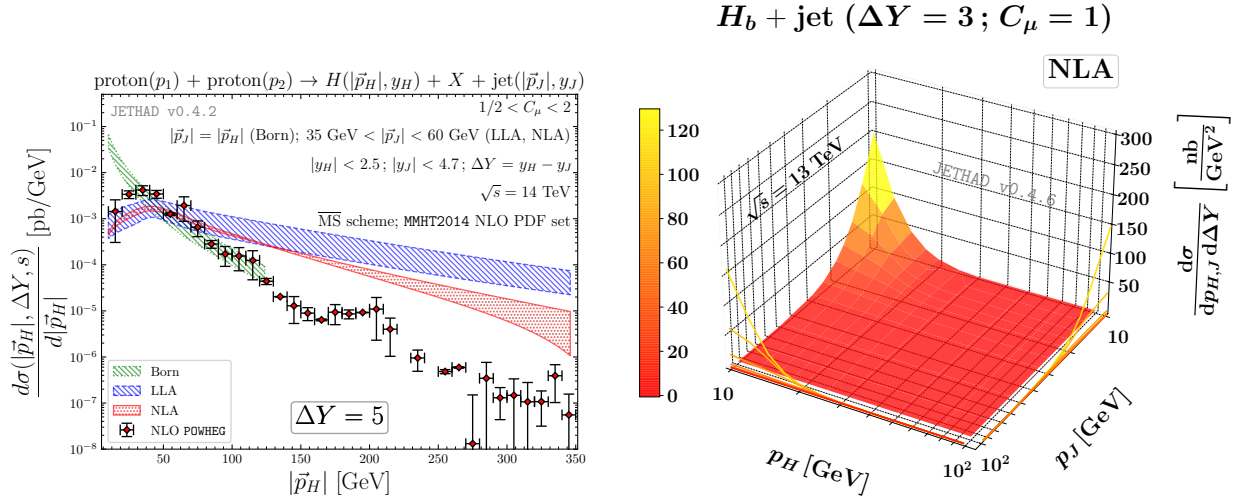 proton(p₁) + proton(p₂) → H(|p⃗_H|, y_H) + X + jet(|p⃗_J|, y_J)
JETHAD v0.4.2
1/2 < C_μ < 2
|p⃗_J| = |p⃗_H| (Born); 35 GeV < |p⃗_J| < 60 GeV (LLA, NLA)
|y_H| < 2.5; |y_J| < 4.7; ΔY = y_H − y_J
√s = 14 TeV
M̅S̅ scheme; MMHT2014 NLO PDF set
dσ(|p⃗_H|, ΔY, s) / d|p⃗_H| [pb/GeV]
10⁻¹
10⁻²
10⁻³
10⁻⁴
10⁻⁵
10⁻⁶
10⁻⁷
10⁻⁸
Born
LLA
NLA
NLO POWHEG
ΔY = 5
50 100 150 200 250 300 350
|p⃗_H| [GeV]
H_b + jet (ΔY = 3 ; C_μ = 1)
NLA
120
100
80
60
40
20
0
√s = 13 TeV
JETHAD v0.4.6
300
250
200
150
100
50
dσ / dp_{H,J} dΔY [nb / GeV²]
10
10²
p_H [GeV]
10²
10
p_J [GeV]